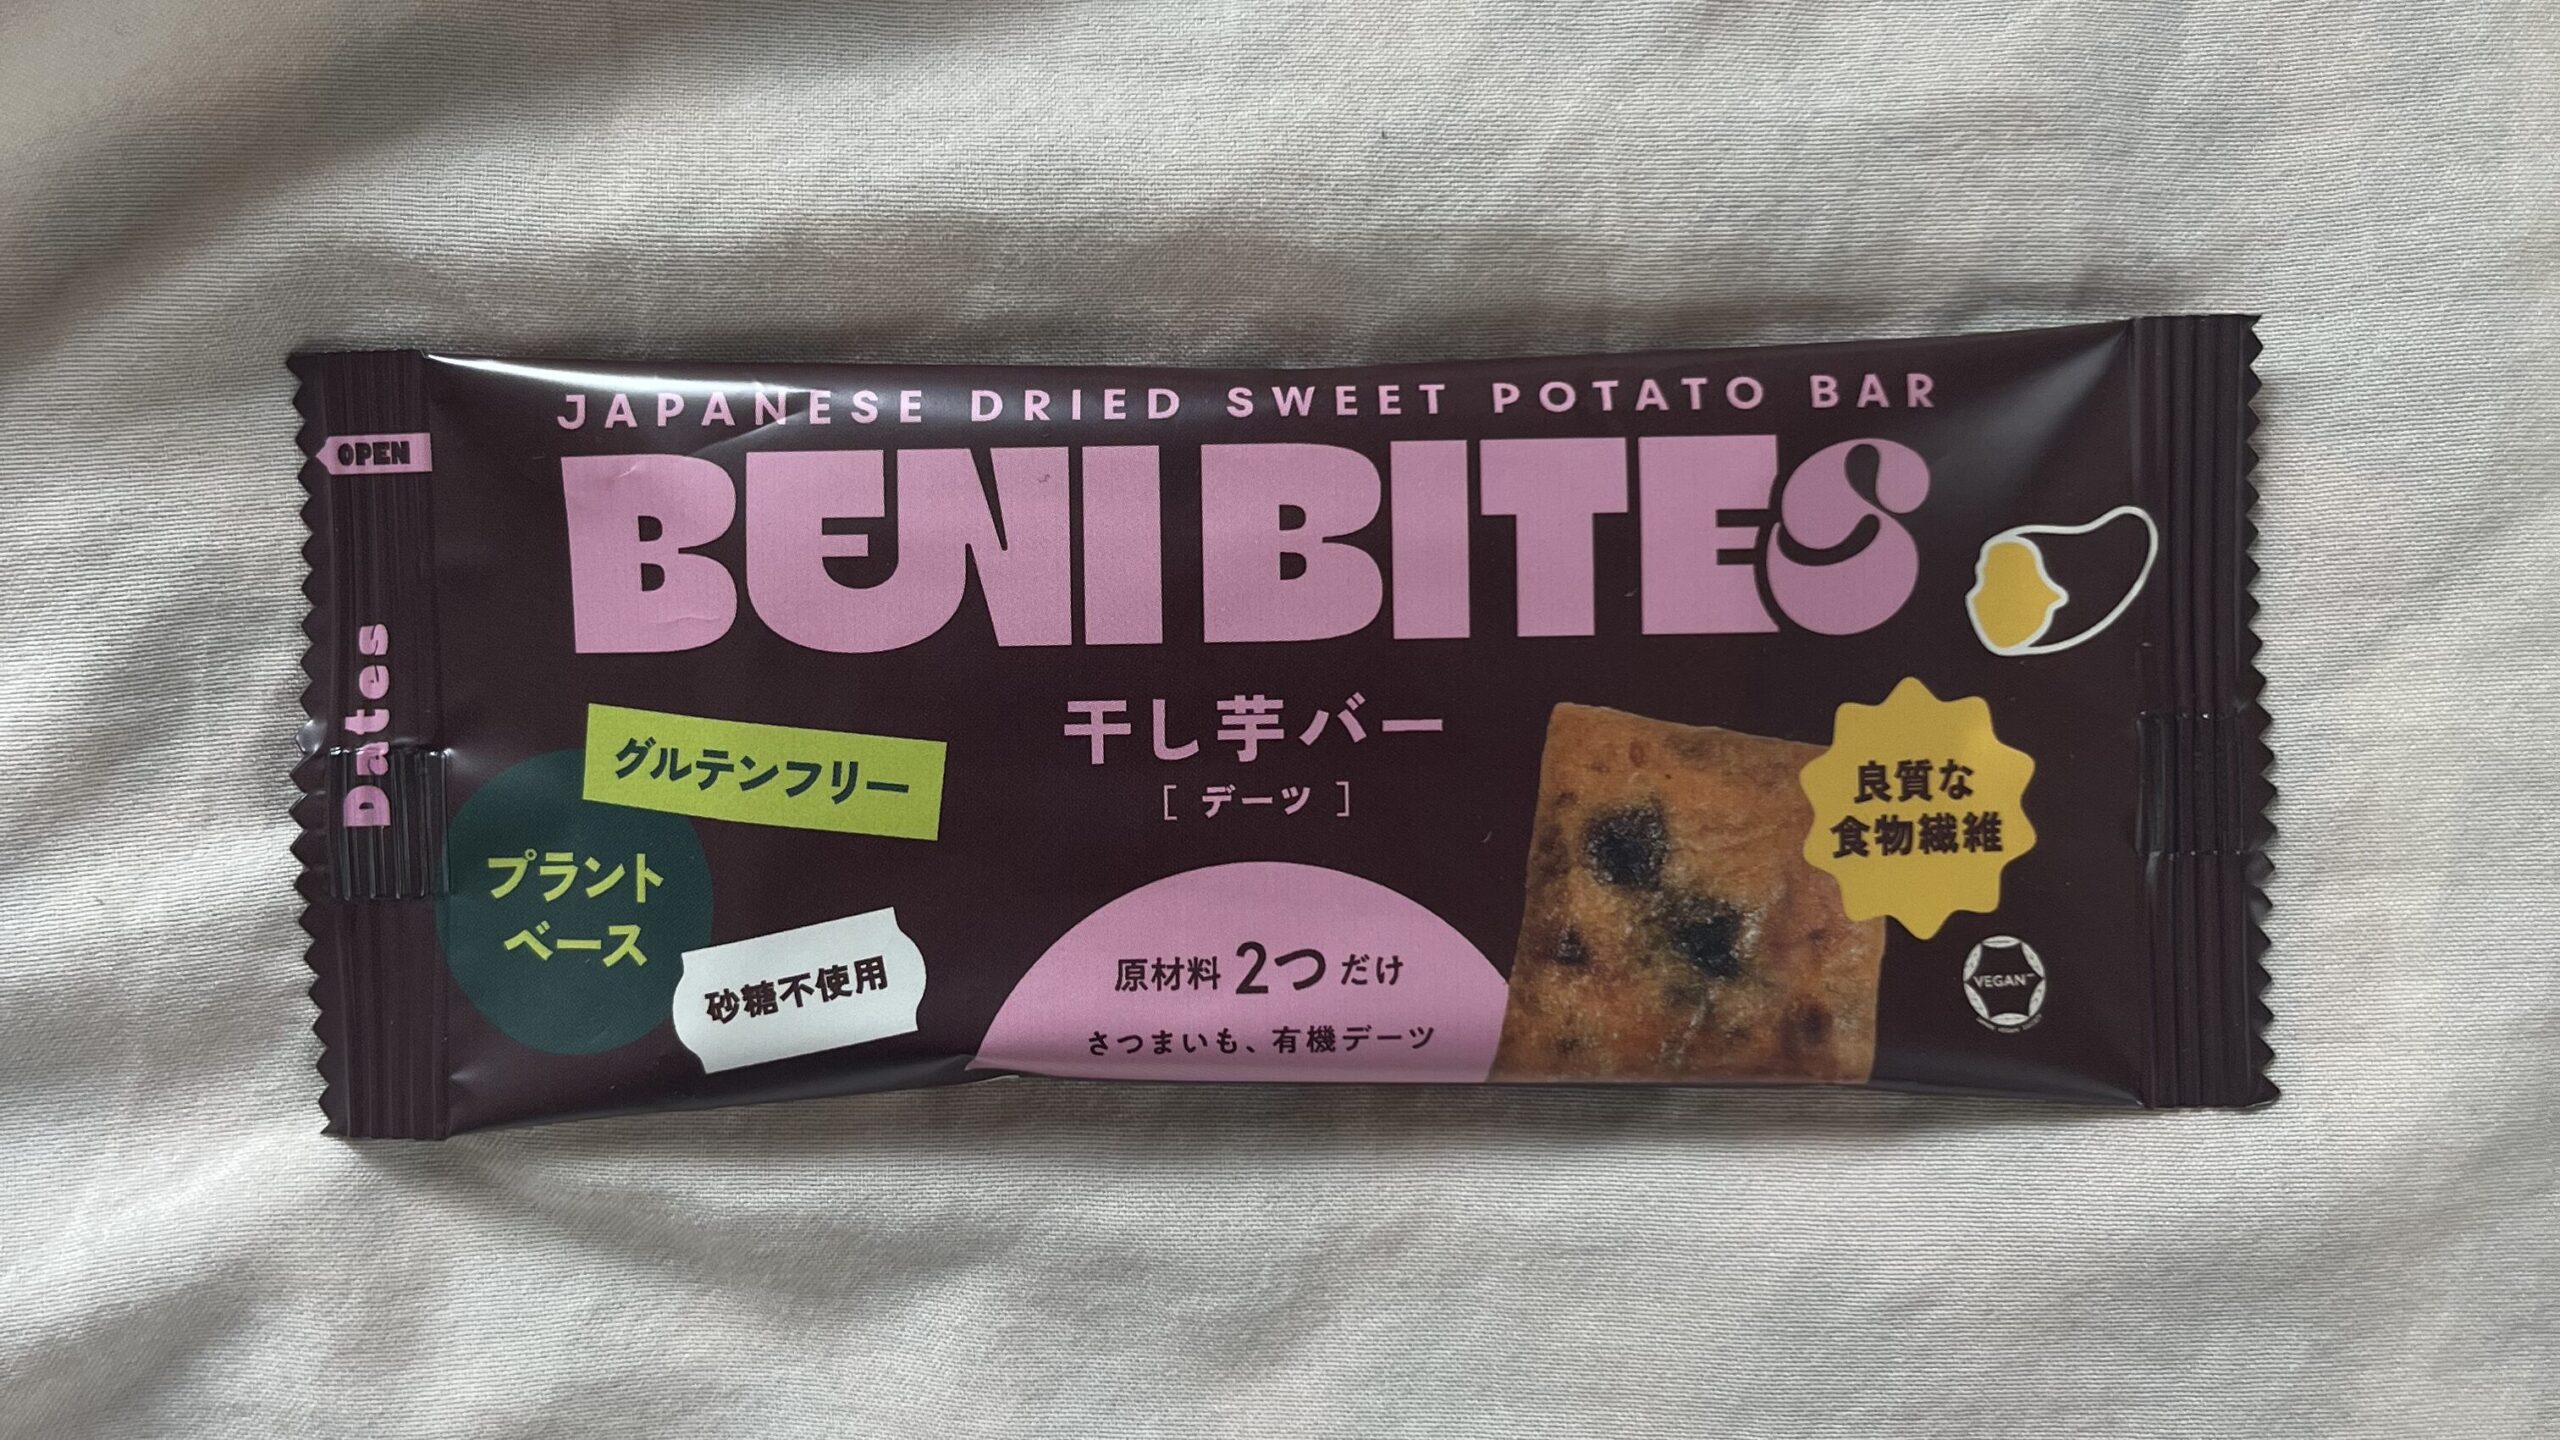 JAPANESE DRIED SWEET POTATO BAR
OPEN
BENI BITES
Dates
干し芋バー
[ デーツ ]
グルテンフリー
プラント
ベース
砂糖不使用
原材料 2つ だけ
さつまいも、有機デーツ
良質な
食物繊維
VEGAN